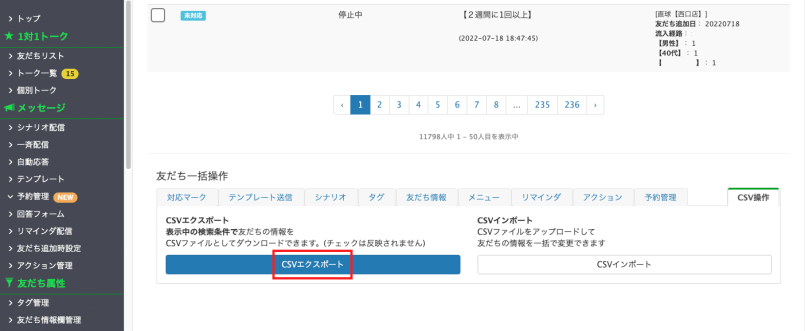 トップ
1対1トーク
友だちリスト
トーク一覧 15
個別トーク
メッセージ
シナリオ配信
一斉配信
自動応答
テンプレート
予約管理 NEW
回答フォーム
リマインダ配信
友だち追加時設定
アクション管理
友だち属性
タグ管理
友だち情報欄管理
未対応
停止中
【２週間に1回以上】
(2022-07-18 18:47:45)
[直球【西口店】]
友だち追加日： 20220718
流入経路：
【男性】： 1
【40代】： 1
【 】： 1
‹ 1 2 3 4 5 6 7 8 ... 235 236 ›
11798人中 1 – 50人目を表示中
友だち一括操作
対応マーク テンプレート送信 シナリオ タグ 友だち情報 メニュー リマインダ アクション 予約管理 CSV操作
CSVエクスポート
表示中の検索条件で友だちの情報を
CSVファイルとしてダウンロードできます。(チェックは反映されません)
CSVエクスポート
CSVインポート
CSVファイルをアップロードして
友だちの情報を一括で変更できます
CSVインポート